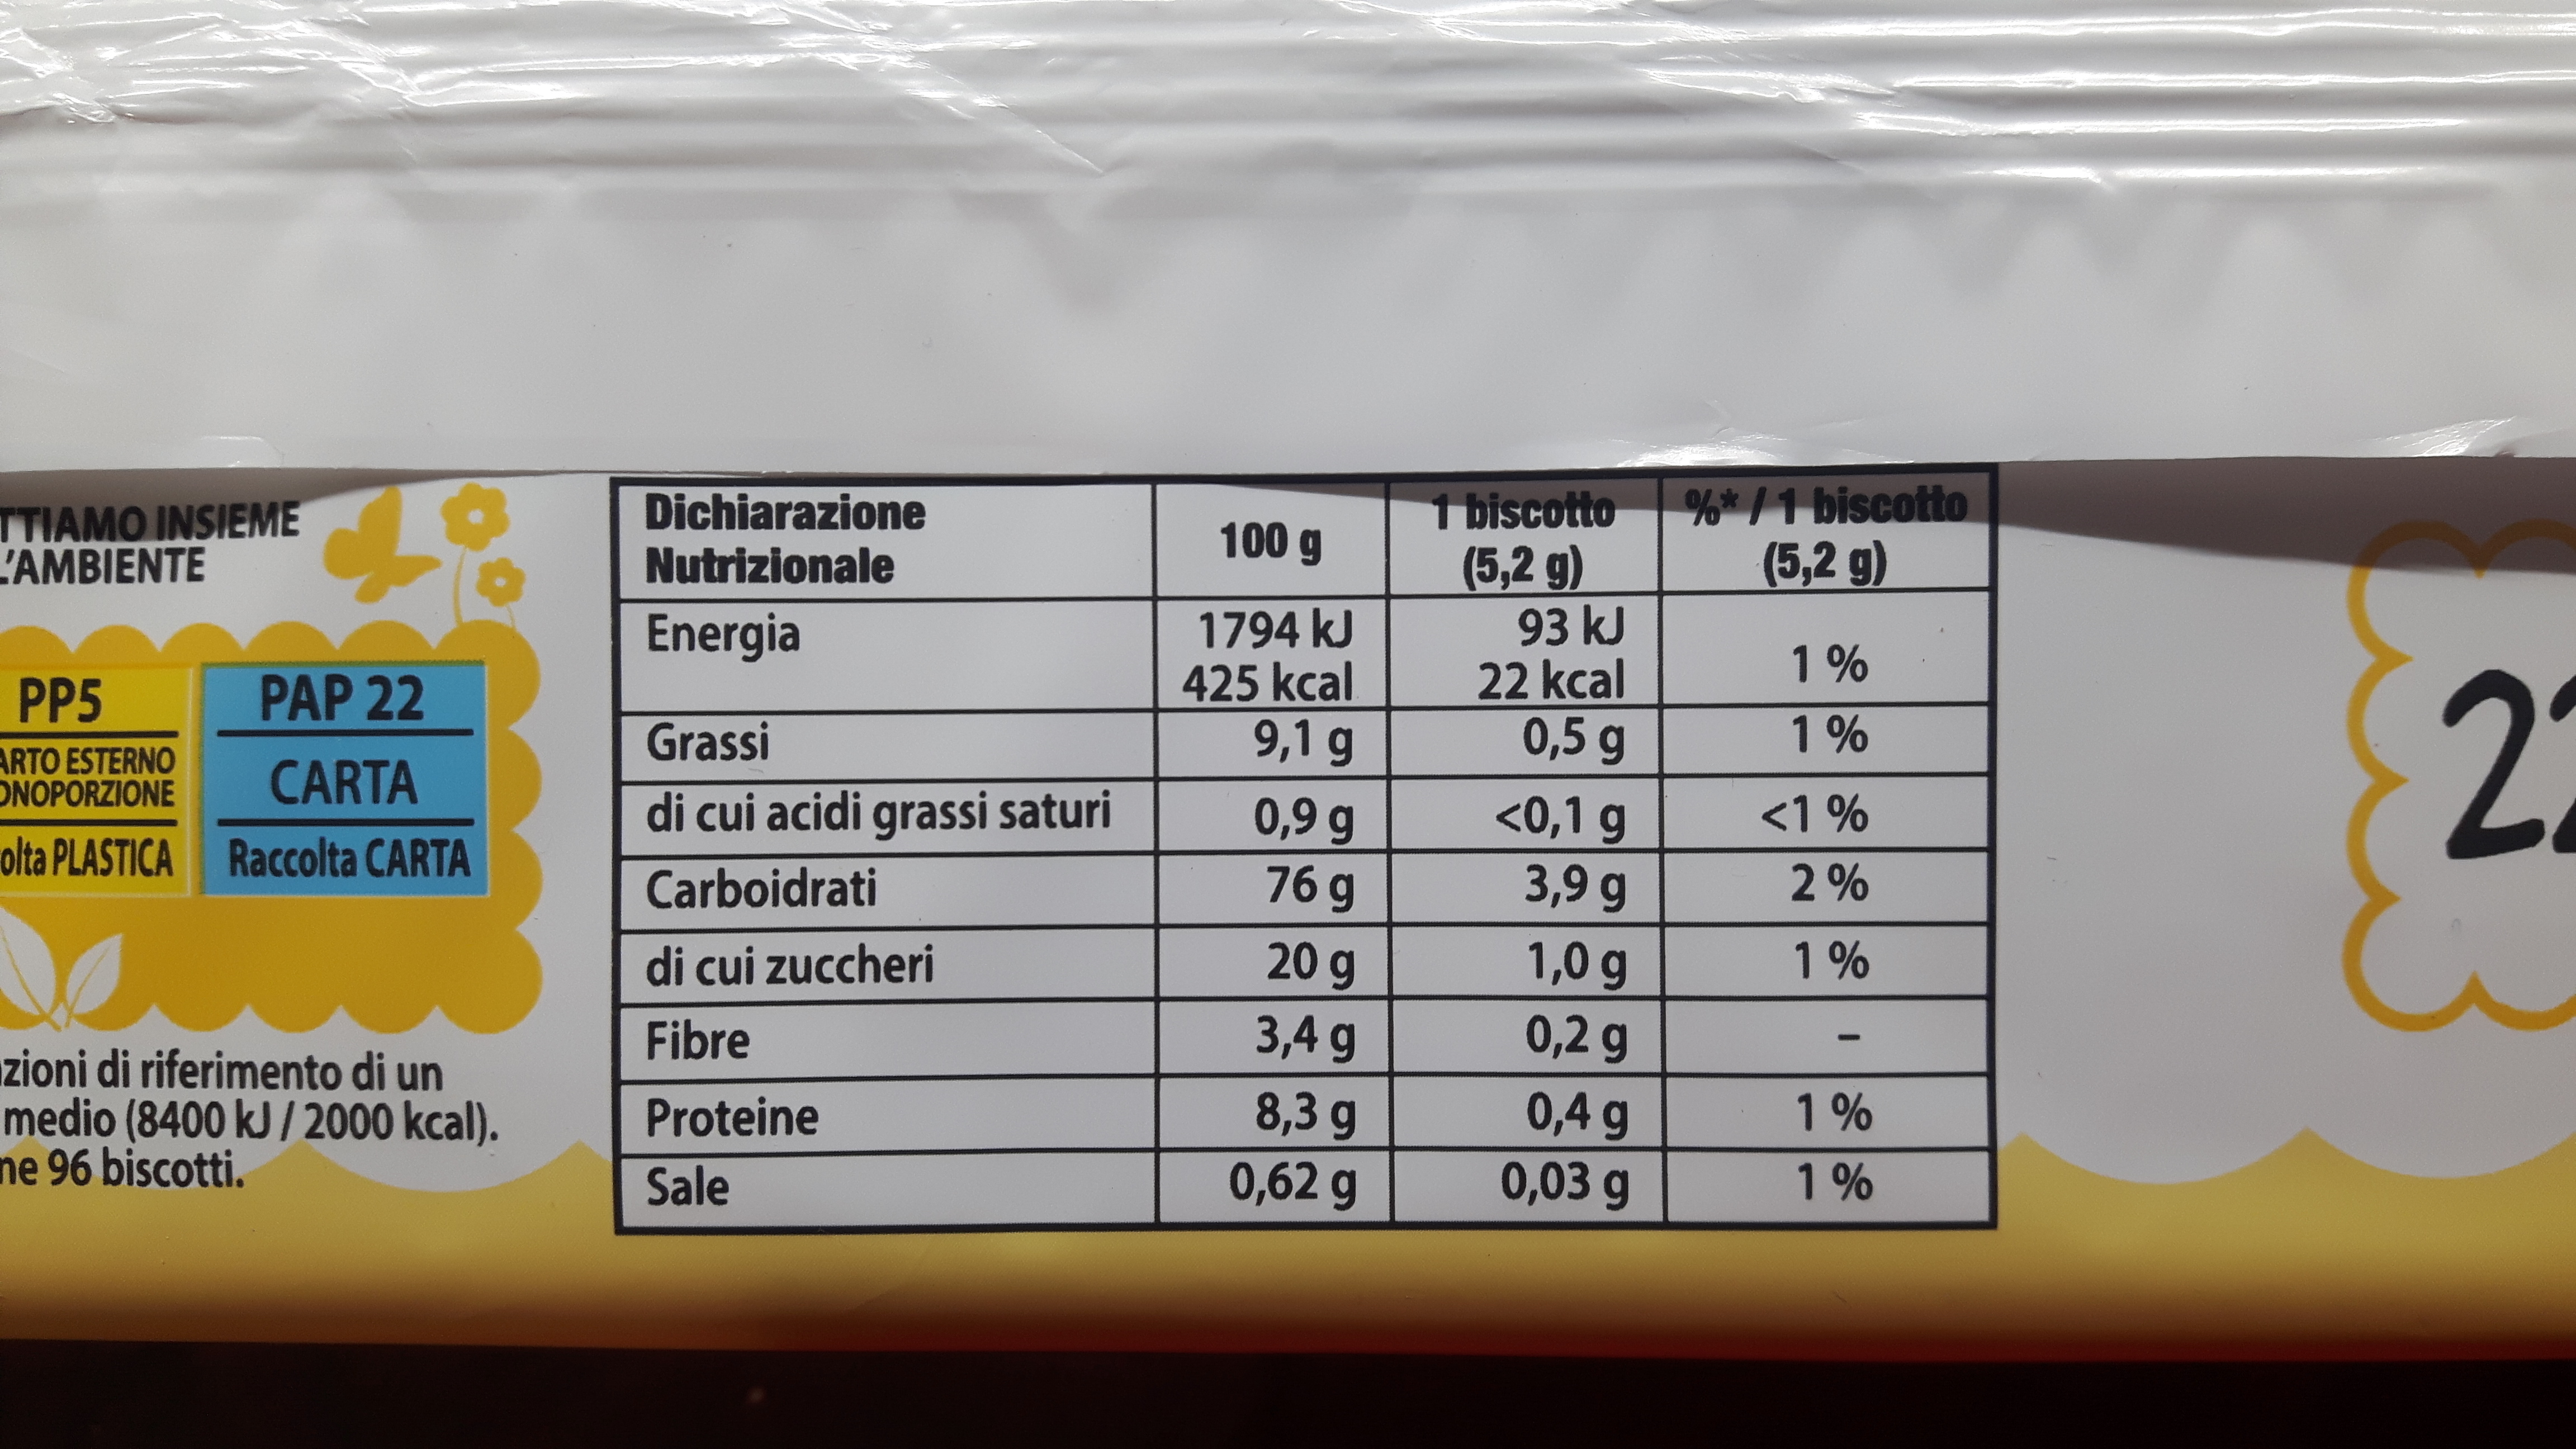 TTIAMO INSIEME
L'AMBIENTE
PP5
ARTO ESTERNO
ONOPORZIONE
olta PLASTICA
PAP 22
CARTA
Raccolta CARTA
zioni di riferimento di un
medio (8400 kJ / 2000 kcal).
ne 96 biscotti.
Dichiarazione Nutrizionale 100 g 1 biscotto (5,2 g) %* / 1 biscotto (5,2 g)
Energia 1794 kJ 425 kcal 93 kJ 22 kcal 1 %
Grassi 9,1 g 0,5 g 1 %
di cui acidi grassi saturi 0,9 g <0,1 g <1 %
Carboidrati 76 g 3,9 g 2 %
di cui zuccheri 20 g 1,0 g 1 %
Fibre 3,4 g 0,2 g –
Proteine 8,3 g 0,4 g 1 %
Sale 0,62 g 0,03 g 1 %
22